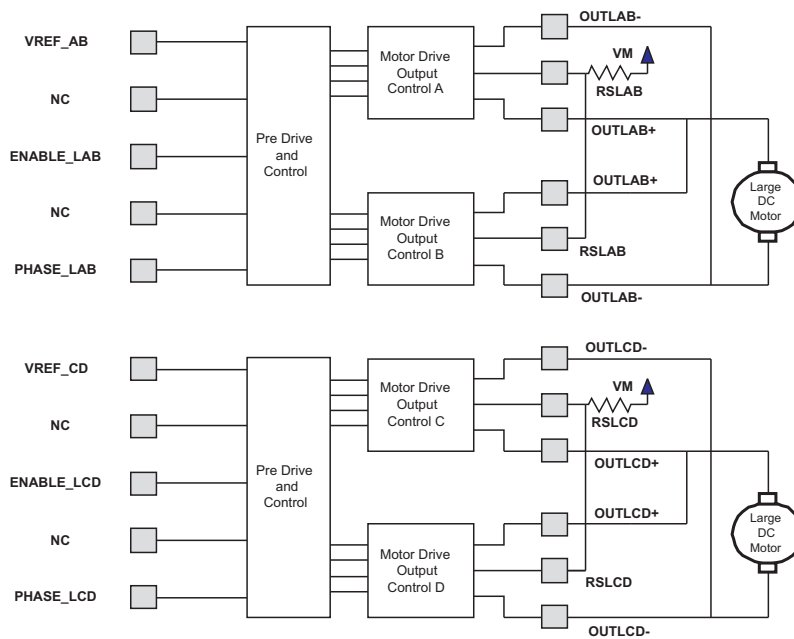 OUTLAB-
VREF_AB
VM
Motor Drive
Output
Control A
RSLAB
NC
OUTLAB+
Pre Drive
and
Control
ENABLE_LAB
OUTLAB+
Large
DC
Motor
NC
Motor Drive
Output
Control B
RSLAB
PHASE_LAB
OUTLAB-
OUTLCD-
VREF_CD
VM
Motor Drive
Output
Control C
RSLCD
NC
OUTLCD+
Pre Drive
and
Control
ENABLE_LCD
OUTLCD+
Large
DC
Motor
NC
Motor Drive
Output
Control D
RSLCD
PHASE_LCD
OUTLCD-